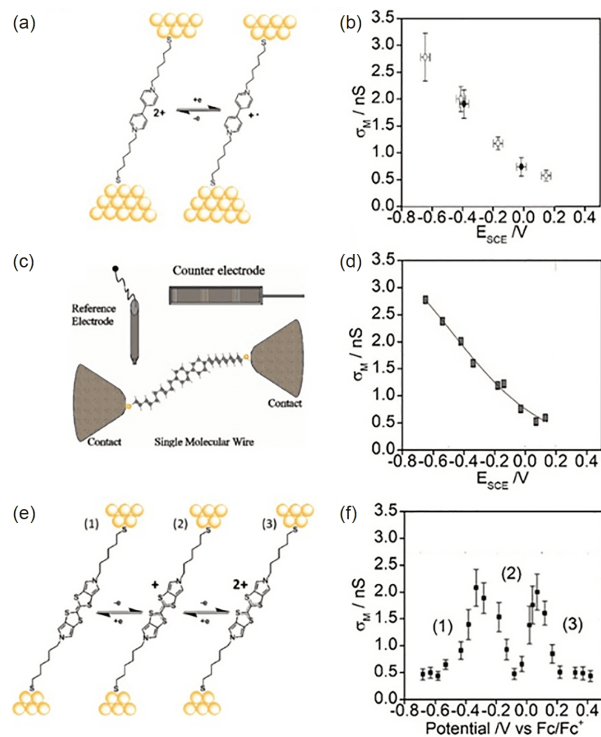 (a)
S
N
+e
-e
2+
+•
N
S
(b)
3.5
3.0
2.5
2.0
1.5
1.0
0.5
0.0
σM / nS
-0.8 -0.6 -0.4 -0.2 0.0 0.2 0.4
ESCE /V
(c)
Counter electrode
Reference
Electrode
Contact
Contact
Single Molecular Wire
(d)
3.5
3.0
2.5
2.0
1.5
1.0
0.5
0.0
σM / nS
-0.8 -0.6 -0.4 -0.2 0.0 0.2 0.4
ESCE /V
(e)
(1) (2) (3)
S S S
N N N
+ 2+
-e -e
+e +e
N N N
S S S
(f)
3.5
3.0
2.5
2.0
1.5
1.0
0.5
0.0
σM / nS
(1) (2) (3)
-0.8 -0.6 -0.4 -0.2 0.0 0.2 0.4
Potential /V vs Fc/Fc+